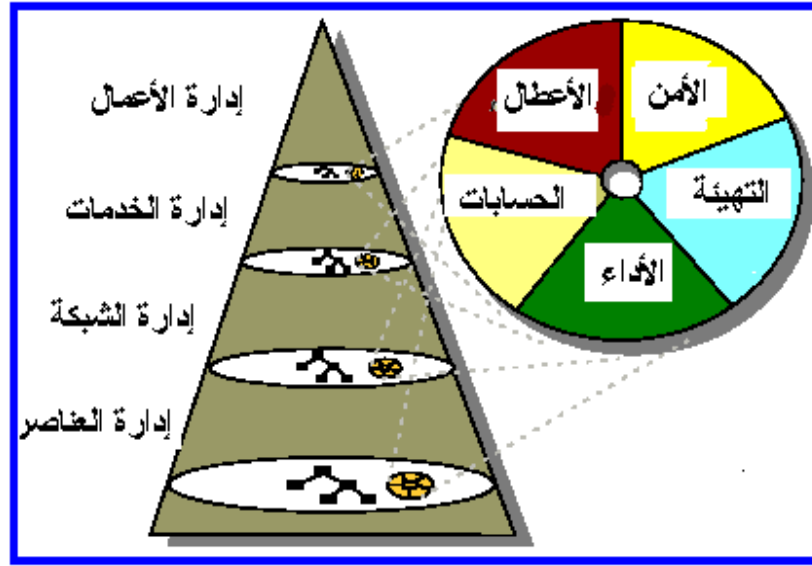 إدارة الأعمال
إدارة الخدمات
إدارة الشبكة
إدارة العناصر
الأعطال
الأمن
الحسابات
التهيئة
الأداء